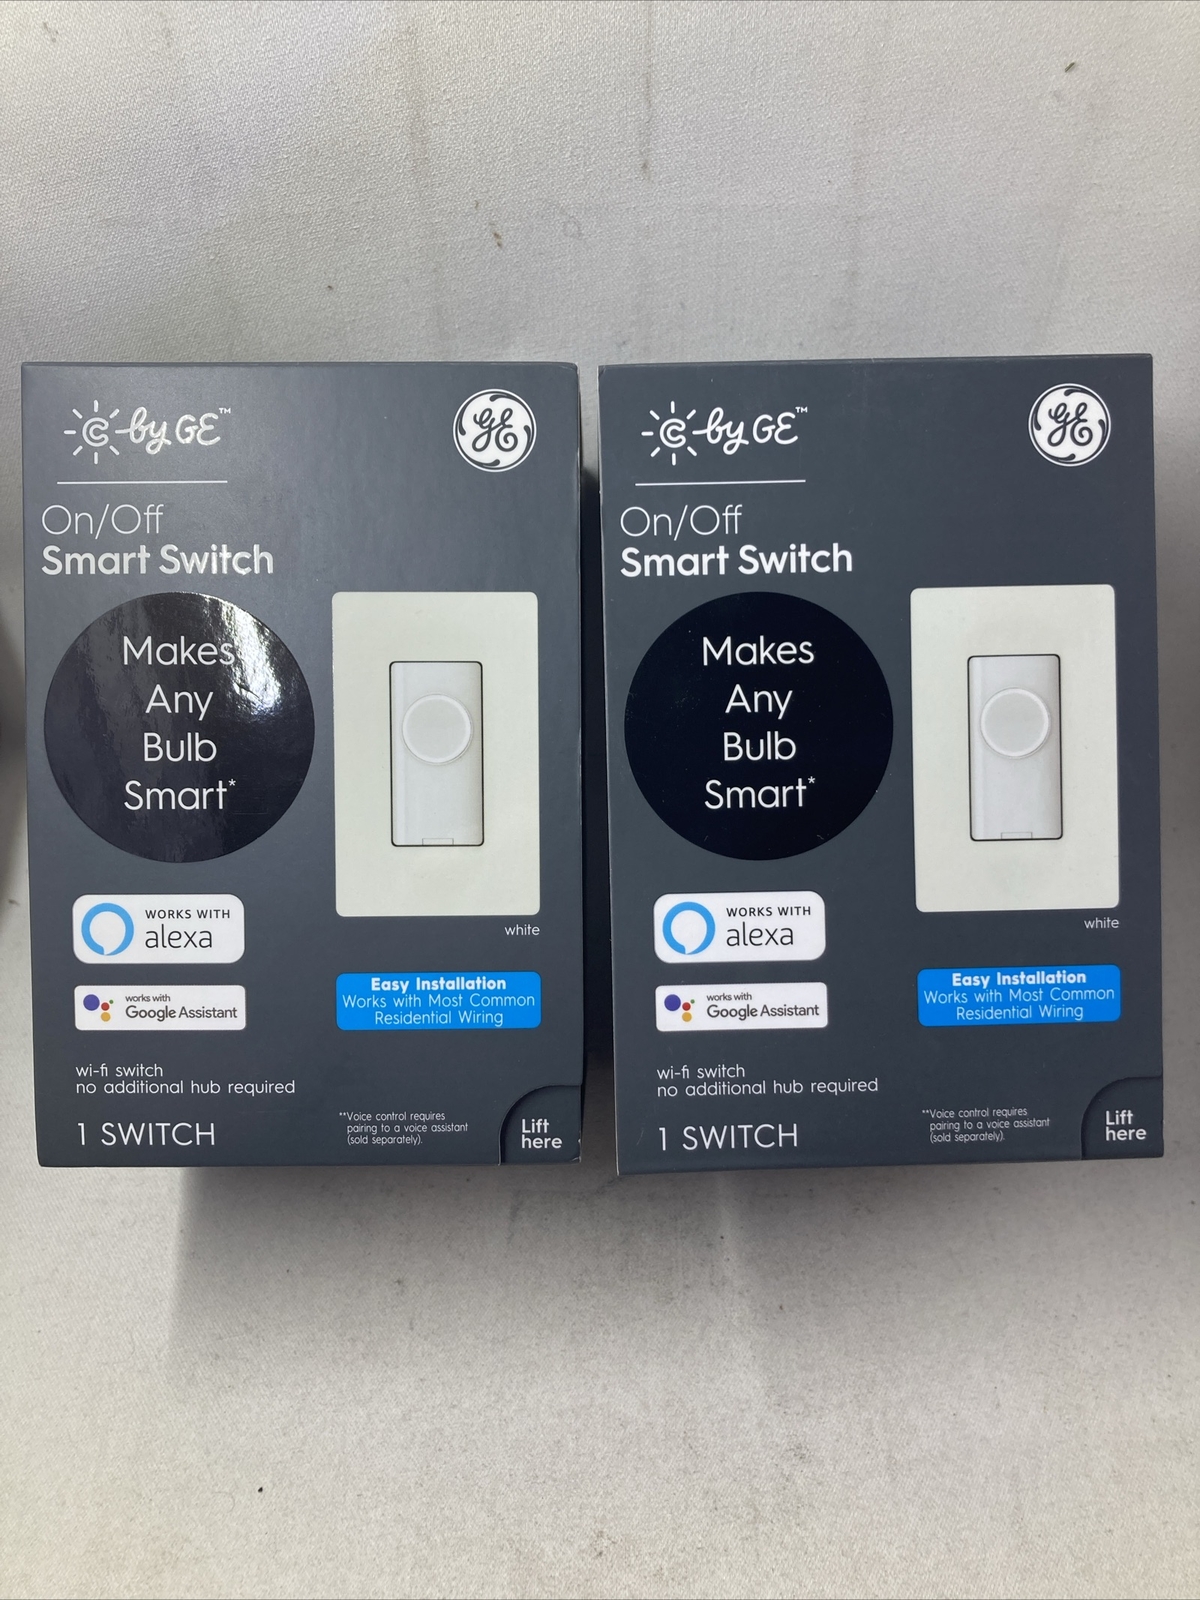 C by GE™
GE
On/Off
Smart Switch
Makes
Any
Bulb
Smart*
white
WORKS WITH
alexa
works with
Google Assistant
Easy Installation
Works with Most Common
Residential Wiring
wi-fi switch
no additional hub required
1 SWITCH
**Voice control requires
pairing to a voice assistant
(sold separately).
Lift
here
C by GE™
GE
On/Off
Smart Switch
Makes
Any
Bulb
Smart*
white
WORKS WITH
alexa
works with
Google Assistant
Easy Installation
Works with Most Common
Residential Wiring
wi-fi switch
no additional hub required
1 SWITCH
**Voice control requires
pairing to a voice assistant
(sold separately).
Lift
here